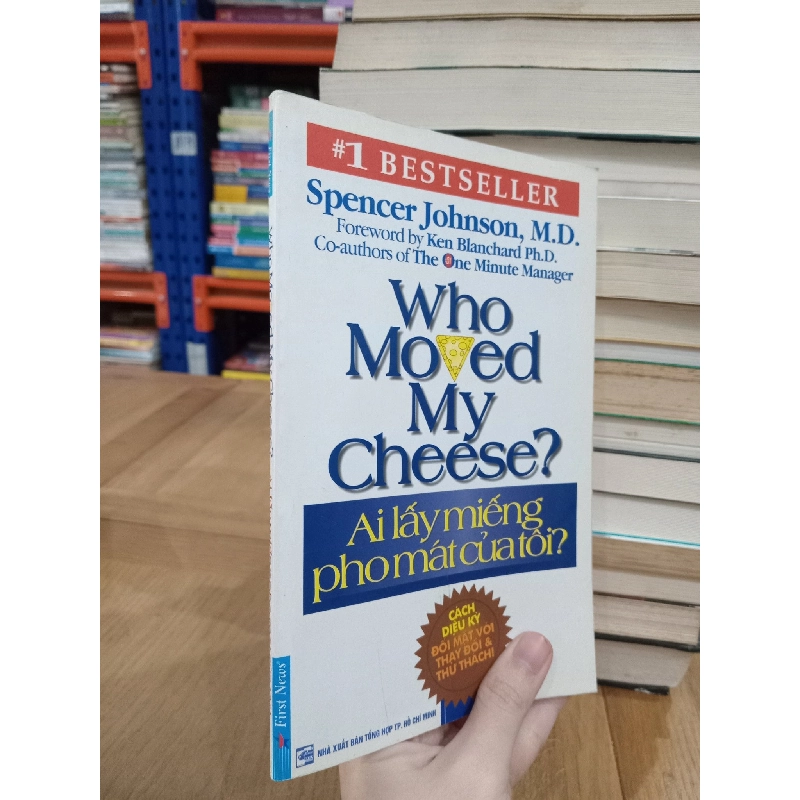 #1 BESTSELLER
Spencer Johnson, M.D.
Foreword by Ken Blanchard Ph.D.
Co-authors of The One Minute Manager
Who
Moved
My
Cheese?
Ai lấy miếng
pho mát của tôi?
CÁCH
DIỆU KỲ
ĐỐI MẶT VỚI
THAY ĐỔI &
THỬ THÁCH!
First News
NHÀ XUẤT BẢN TỔNG HỢP TP. HỒ CHÍ MINH